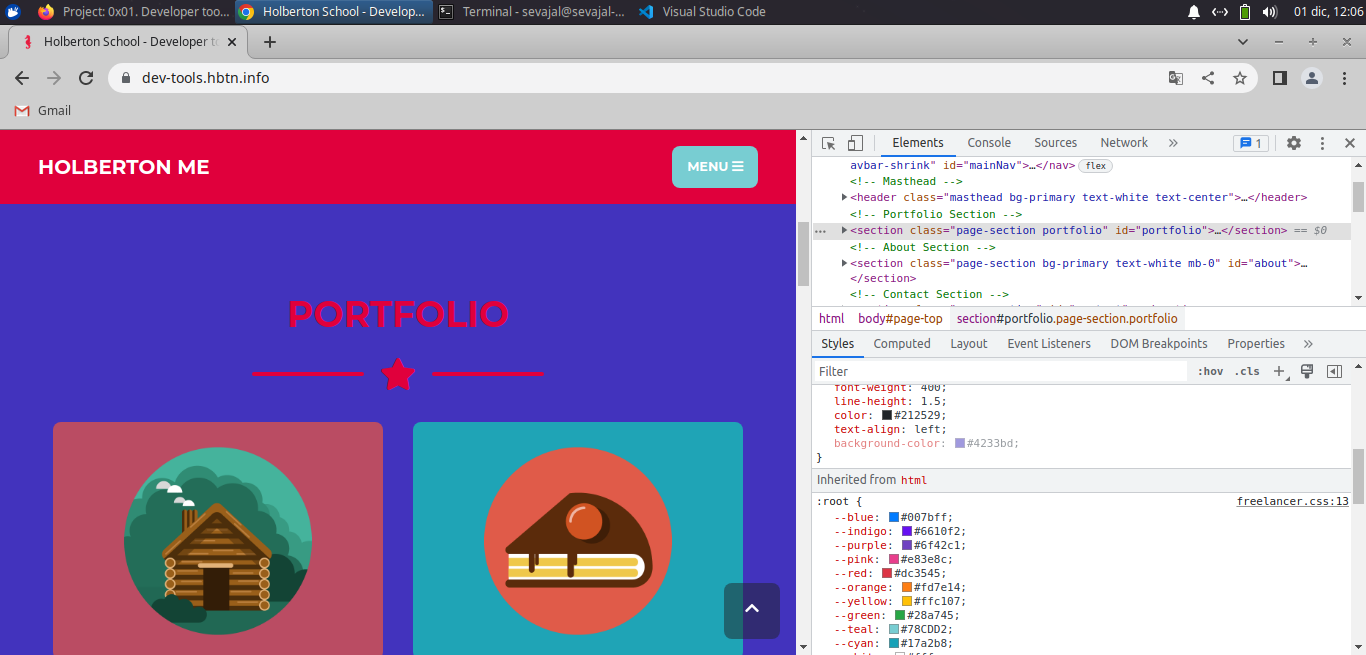 Project: 0x01. Developer too... Holberton School - Develop... Terminal - sevajal@sevajal-... Visual Studio Code 01 dic, 12:06
Holberton School - Developer to
dev-tools.hbtn.info
Gmail
HOLBERTON ME
MENU
PORTFOLIO
Elements Console Sources Network » 1
avbar-shrink" id="mainNav">…</nav> flex
<!-- Masthead -->
<header class="masthead bg-primary text-white text-center">…</header>
<!-- Portfolio Section -->
<section class="page-section portfolio" id="portfolio">…</section> == $0
<!-- About Section -->
<section class="page-section bg-primary text-white mb-0" id="about">…
</section>
<!-- Contact Section -->
html body#page-top section#portfolio.page-section.portfolio
Styles Computed Layout Event Listeners DOM Breakpoints Properties »
Filter :hov .cls
font-weight: 400;
line-height: 1.5;
color: #212529;
text-align: left;
background-color: #4233bd;
}
Inherited from html
:root { freelancer.css:13
--blue: #007bff;
--indigo: #6610f2;
--purple: #6f42c1;
--pink: #e83e8c;
--red: #dc3545;
--orange: #fd7e14;
--yellow: #ffc107;
--green: #28a745;
--teal: #78CDD2;
--cyan: #17a2b8;